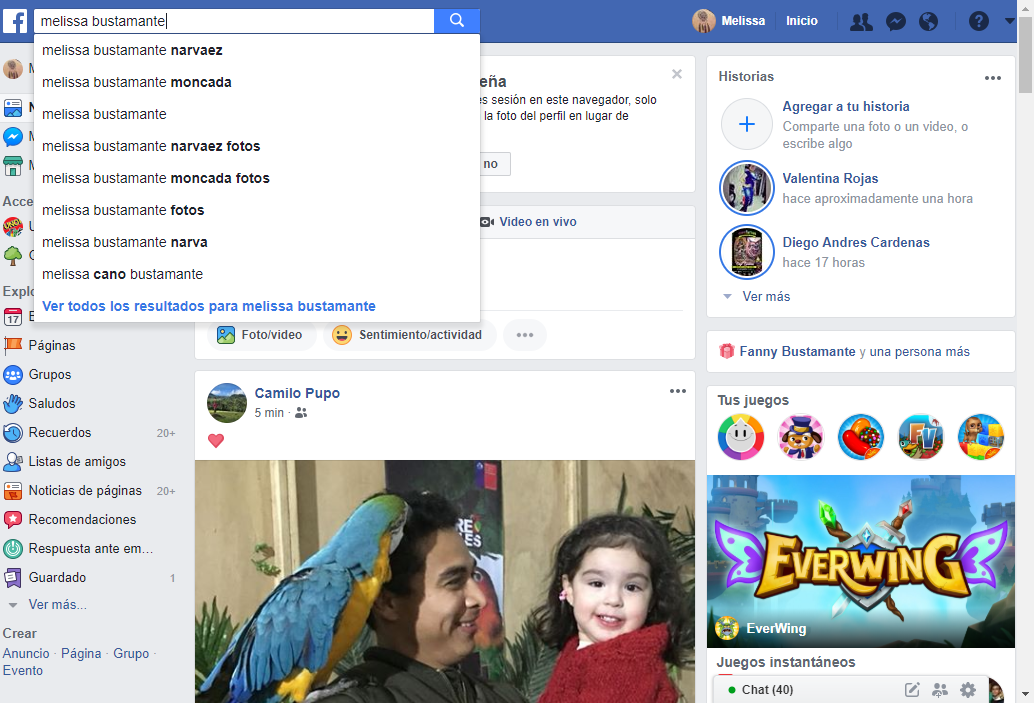 melissa bustamante
Melissa
Inicio
melissa bustamante narvaez
melissa bustamante moncada
melissa bustamante
melissa bustamante narvaez fotos
melissa bustamante moncada fotos
melissa bustamante fotos
melissa bustamante narva
melissa cano bustamante
Ver todos los resultados para melissa bustamante
Acce
Explo
17
Páginas
Grupos
Saludos
Recuerdos 20+
Listas de amigos
Noticias de páginas 20+
Recomendaciones
Respuesta ante em...
Guardado 1
Ver más...
Crear
Anuncio · Página · Grupo ·
Evento
eña
es sesión en este navegador, solo
la foto del perfil en lugar de
no
Video en vivo
Foto/video
Sentimiento/actividad
Camilo Pupo
5 min ·
Historias
Agregar a tu historia
Comparte una foto o un video, o
escribe algo
Valentina Rojas
hace aproximadamente una hora
Diego Andres Cardenas
hace 17 horas
Ver más
Fanny Bustamante y una persona más
Tus juegos
FV
EVERWING
EverWing
Juegos instantáneos
Chat (40)